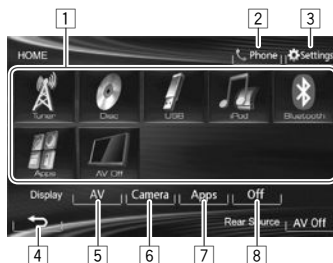 1 2 3
HOME Phone Settings
Tuner Disc USB iPod Bluetooth
Apps AV Off
Display AV Camera Apps Off
Rear Source AV Off
4 5 6 7 8